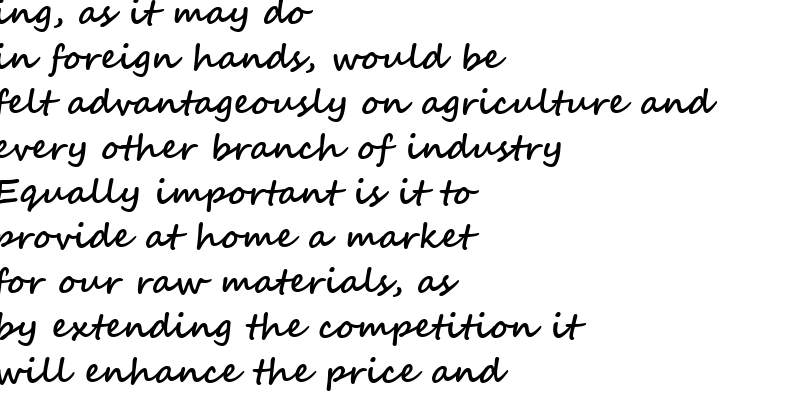 ing, as it may do
in foreign hands, would be
felt advantageously on agriculture and
every other branch of industry
Equally important is it to
provide at home a market
for our raw materials, as
by extending the competition it
will enhance the price and